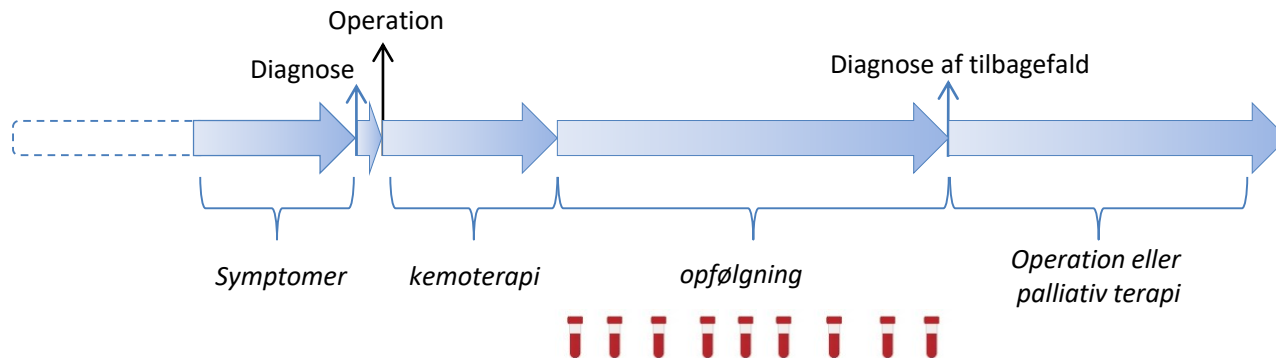 Operation
Diagnose
Diagnose af tilbagefald
Symptomer
kemoterapi
opfølgning
Operation eller
palliativ terapi